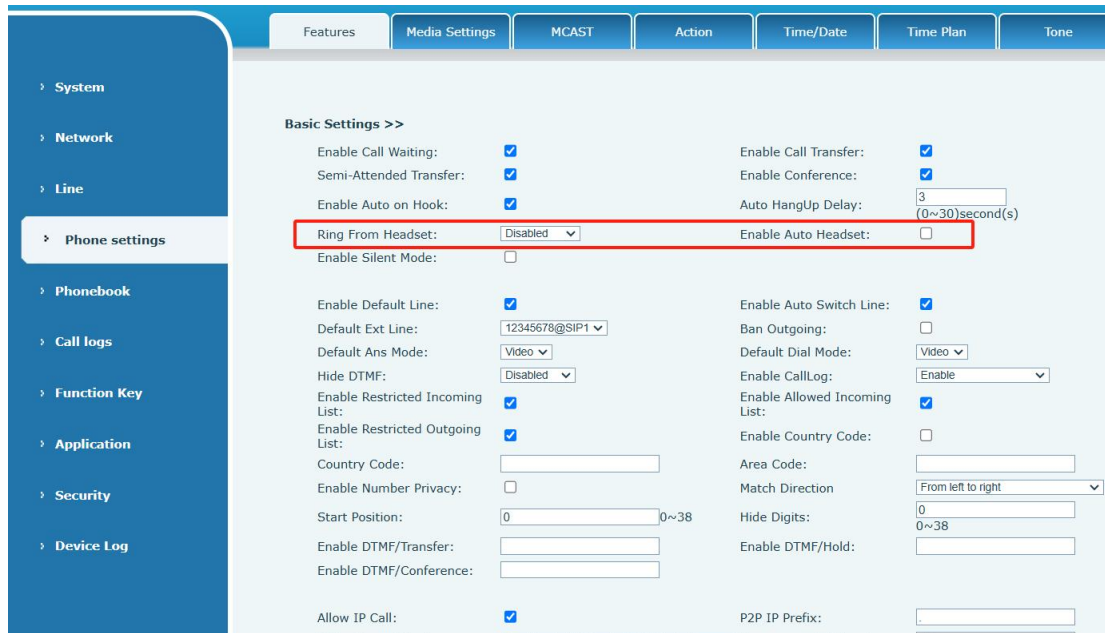 Features Media Settings MCAST Action Time/Date Time Plan Tone
System
Network
Line
Phone settings
Phonebook
Call logs
Function Key
Application
Security
Device Log
Basic Settings >>
Enable Call Waiting: Enable Call Transfer:
Semi-Attended Transfer: Enable Conference:
Enable Auto on Hook: Auto HangUp Delay: 3
(0~30)second(s)
Ring From Headset: Disabled Enable Auto Headset:
Enable Silent Mode:
Enable Default Line: Enable Auto Switch Line:
Default Ext Line: 12345678@SIP1 Ban Outgoing:
Default Ans Mode: Video Default Dial Mode: Video
Hide DTMF: Disabled Enable CallLog: Enable
Enable Restricted Incoming Enable Allowed Incoming
List: List:
Enable Restricted Outgoing
List: Enable Country Code:
Country Code: Area Code:
Enable Number Privacy: Match Direction From left to right
Start Position: 0 0~38 Hide Digits: 0
0~38
Enable DTMF/Transfer: Enable DTMF/Hold:
Enable DTMF/Conference:
Allow IP Call: P2P IP Prefix: .